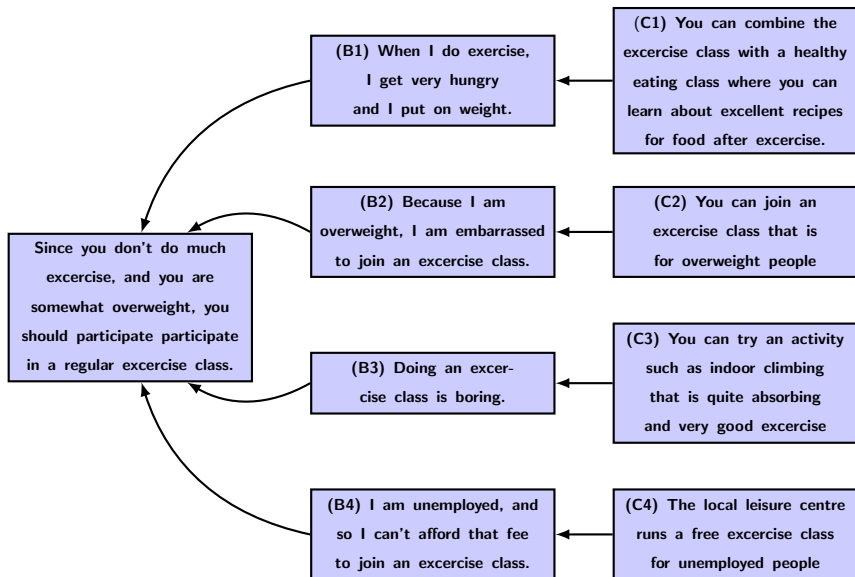 (B1) When I do exercise,
I get very hungry
and I put on weight.
(C1) You can combine the
excercise class with a healthy
eating class where you can
learn about excellent recipes
for food after excercise.
(B2) Because I am
overweight, I am embarrassed
to join an excercise class.
(C2) You can join an
excercise class that is
for overweight people
Since you don't do much
excercise, and you are
somewhat overweight, you
should participate participate
in a regular excercise class.
(B3) Doing an excer-
cise class is boring.
(C3) You can try an activity
such as indoor climbing
that is quite absorbing
and very good excercise
(B4) I am unemployed, and
so I can't afford that fee
to join an excercise class.
(C4) The local leisure centre
runs a free excercise class
for unemployed people